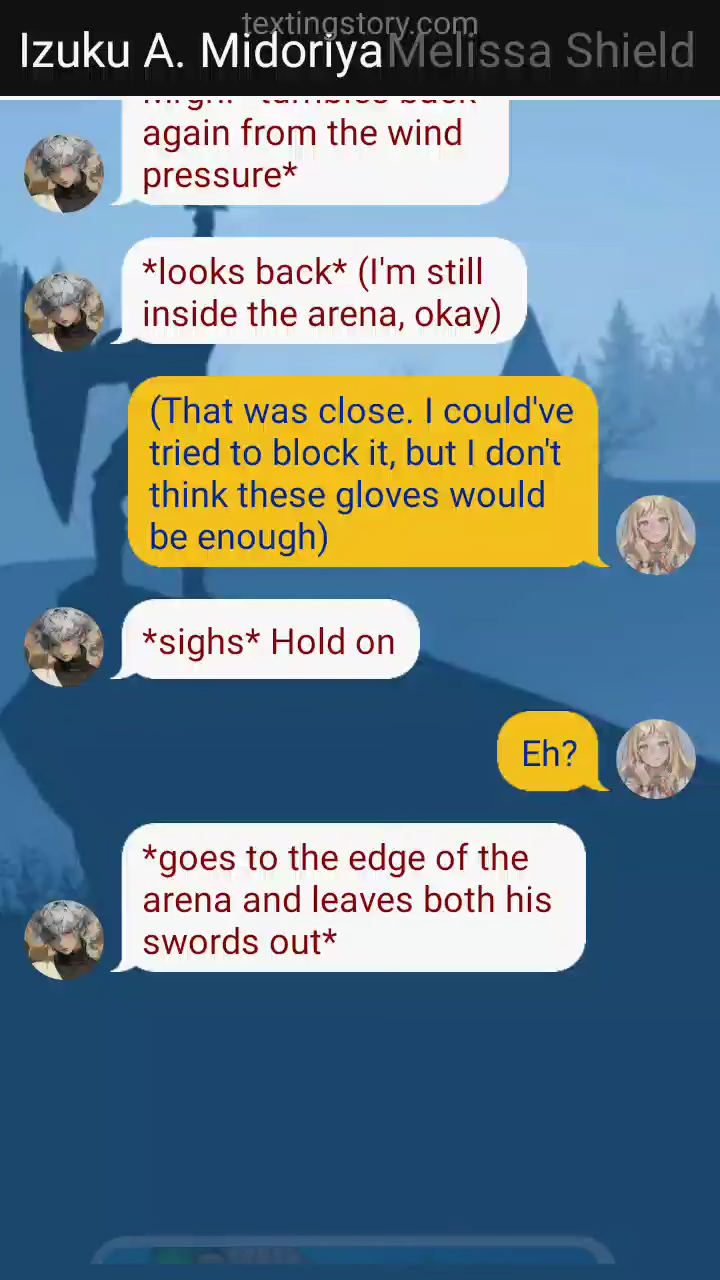 textingstory.com
Izuku A. Midoriya Melissa Shield
again from the wind
pressure*
*looks back* (I'm still
inside the arena, okay)
(That was close. I could've
tried to block it, but I don't
think these gloves would
be enough)
*sighs* Hold on
Eh?
*goes to the edge of the
arena and leaves both his
swords out*